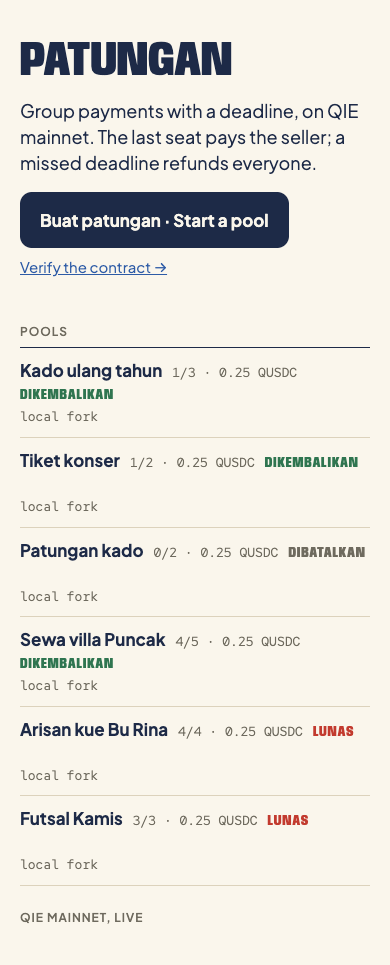 PATUNGAN
Group payments with a deadline, on QIE
mainnet. The last seat pays the seller; a
missed deadline refunds everyone.
Buat patungan · Start a pool
Verify the contract →
POOLS
Kado ulang tahun 1/3 · 0.25 QUSDC
DIKEMBALIKAN
local fork
Tiket konser 1/2 · 0.25 QUSDC DIKEMBALIKAN
local fork
Patungan kado 0/2 · 0.25 QUSDC DIBATALKAN
local fork
Sewa villa Puncak 4/5 · 0.25 QUSDC
DIKEMBALIKAN
local fork
Arisan kue Bu Rina 4/4 · 0.25 QUSDC LUNAS
local fork
Futsal Kamis 3/3 · 0.25 QUSDC LUNAS
local fork
QIE MAINNET, LIVE